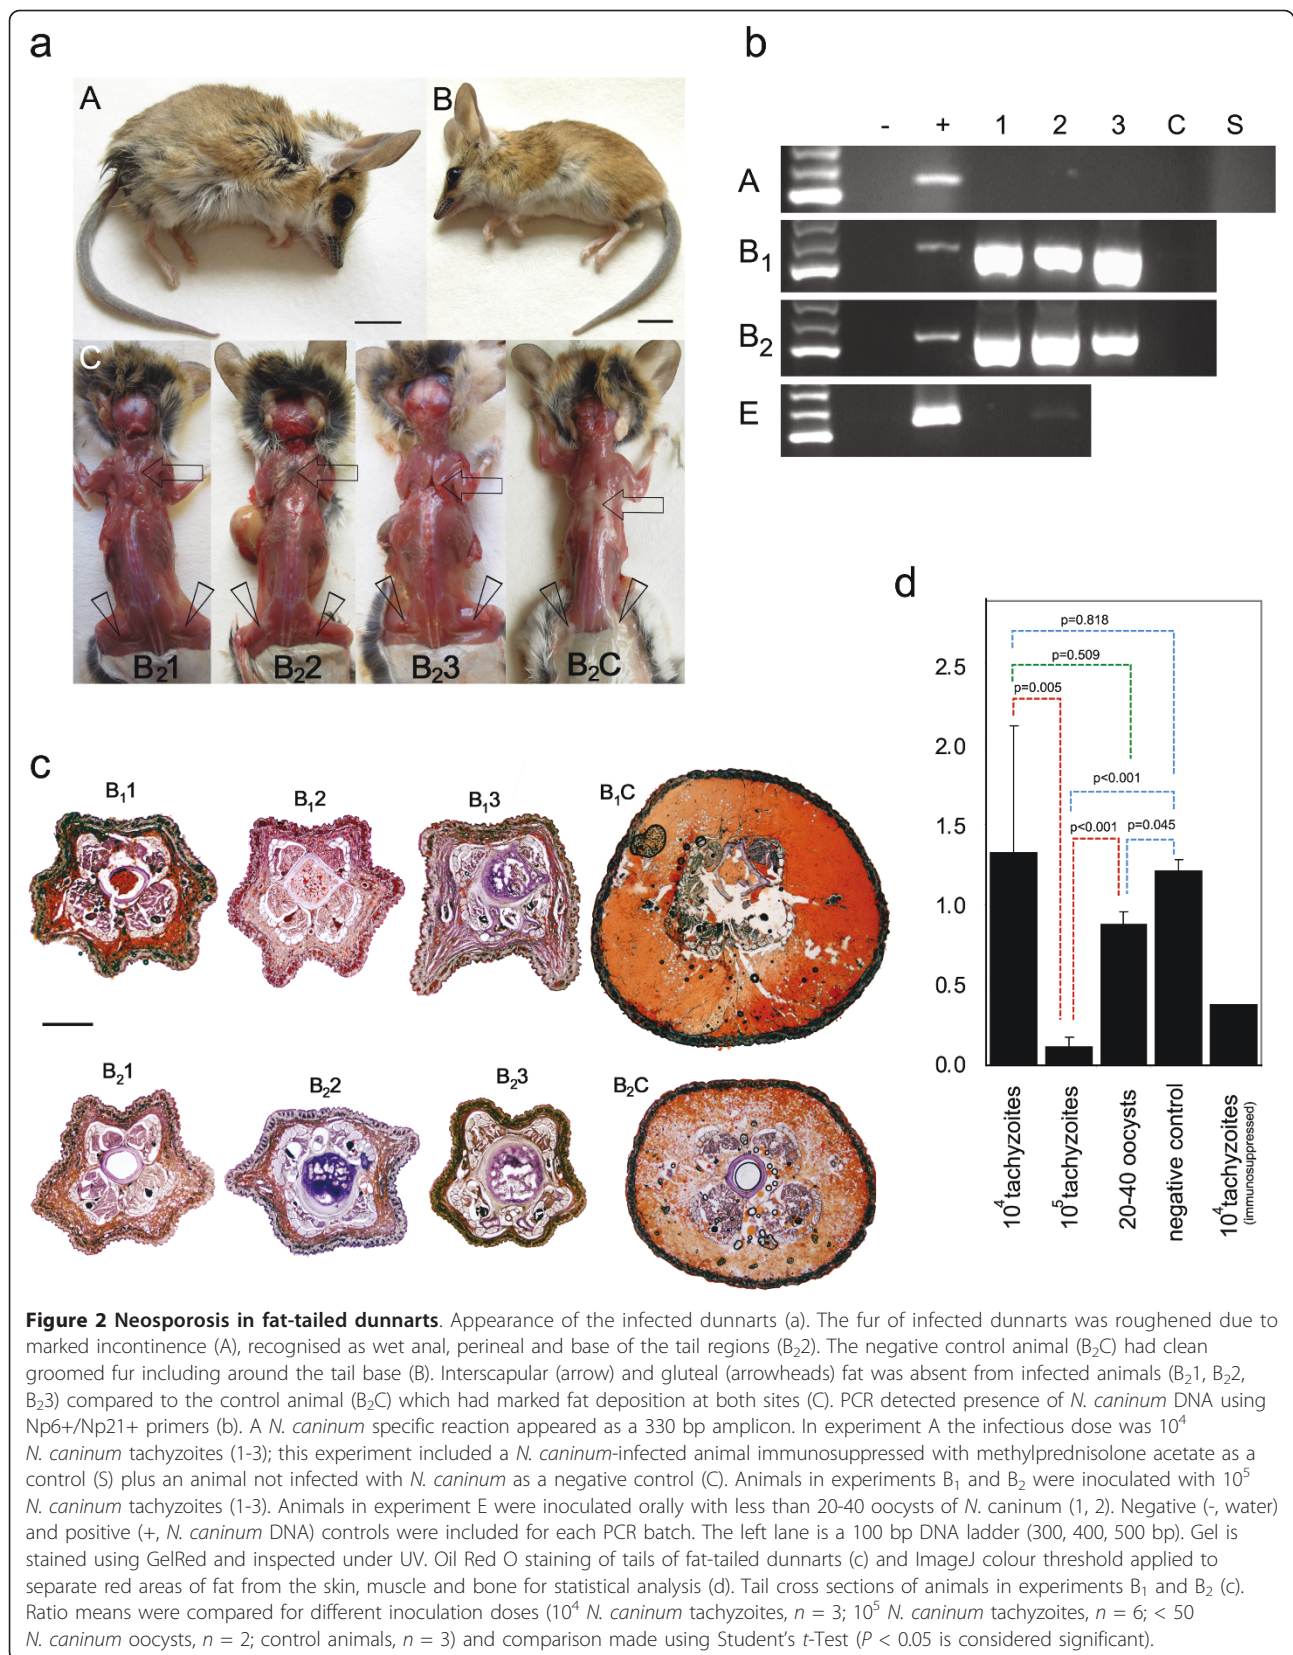 a
A
B
C
B₂1 B₂2 B₂3 B₂C
b
- + 1 2 3 C S
A
B₁
B₂
E
c
B₁1 B₁2 B₁3 B₁C
B₂1 B₂2 B₂3 B₂C
d
p=0.818
p=0.509
p=0.005
p<0.001
p<0.001 p=0.045
2.5
2.0
1.5
1.0
0.5
0.0
10⁴ tachyzoites
10⁵ tachyzoites
20-40 oocysts
negative control
10⁴ tachyzoites
(immunosuppressed)
Figure 2 Neosporosis in fat-tailed dunnarts. Appearance of the infected dunnarts (a). The fur of infected dunnarts was roughened due to
marked incontinence (A), recognised as wet anal, perineal and base of the tail regions (B₂2). The negative control animal (B₂C) had clean
groomed fur including around the tail base (B). Interscapular (arrow) and gluteal (arrowheads) fat was absent from infected animals (B₂1, B₂2,
B₂3) compared to the control animal (B₂C) which had marked fat deposition at both sites (C). PCR detected presence of N. caninum DNA using
Np6+/Np21+ primers (b). A N. caninum specific reaction appeared as a 330 bp amplicon. In experiment A the infectious dose was 10⁴
N. caninum tachyzoites (1-3); this experiment included a N. caninum-infected animal immunosuppressed with methylprednisolone acetate as a
control (S) plus an animal not infected with N. caninum as a negative control (C). Animals in experiments B₁ and B₂ were inoculated with 10⁵
N. caninum tachyzoites (1-3). Animals in experiment E were inoculated orally with less than 20-40 oocysts of N. caninum (1, 2). Negative (-, water)
and positive (+, N. caninum DNA) controls were included for each PCR batch. The left lane is a 100 bp DNA ladder (300, 400, 500 bp). Gel is
stained using GelRed and inspected under UV. Oil Red O staining of tails of fat-tailed dunnarts (c) and ImageJ colour threshold applied to
separate red areas of fat from the skin, muscle and bone for statistical analysis (d). Tail cross sections of animals in experiments B₁ and B₂ (c).
Ratio means were compared for different inoculation doses (10⁴ N. caninum tachyzoites, n = 3; 10⁵ N. caninum tachyzoites, n = 6; < 50
N. caninum oocysts, n = 2; control animals, n = 3) and comparison made using Student's t-Test (P < 0.05 is considered significant).